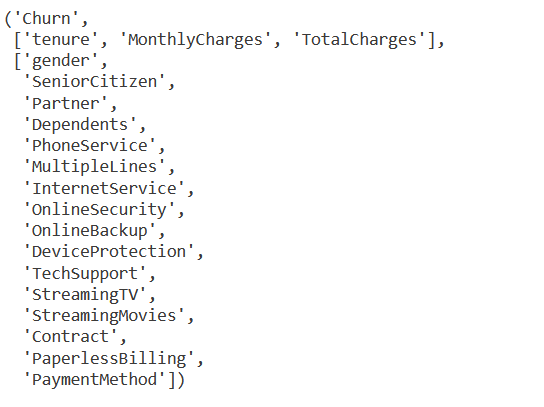 ('Churn',
['tenure', 'MonthlyCharges', 'TotalCharges'],
['gender',
'SeniorCitizen',
'Partner',
'Dependents',
'PhoneService',
'MultipleLines',
'InternetService',
'OnlineSecurity',
'OnlineBackup',
'DeviceProtection',
'TechSupport',
'StreamingTV',
'StreamingMovies',
'Contract',
'PaperlessBilling',
'PaymentMethod'])